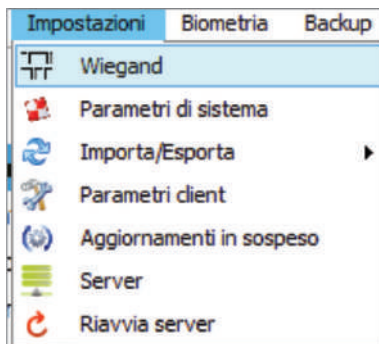 Impostazioni Biometria Backup
Wiegand
Parametri di sistema
Importa/Esporta
Parametri client
Aggiornamenti in sospeso
Server
Riavvia server